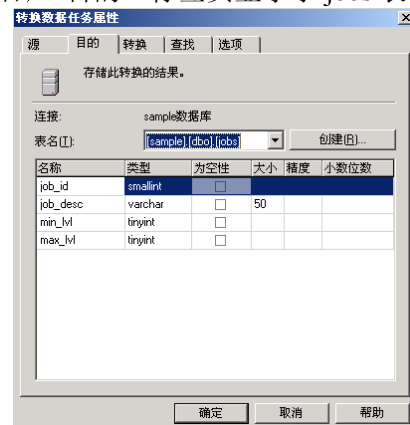 转换数据任务属性
源 目的 转换 查找 选项
存储此转换的结果。
连接: sample数据库
表名(T): [sample].[dbo].[jobs] 创建(R)...
名称 类型 为空性 大小 精度 小数位数
job_id smallint
job_desc varchar 50
min_lvl tinyint
max_lvl tinyint
确定 取消 帮助